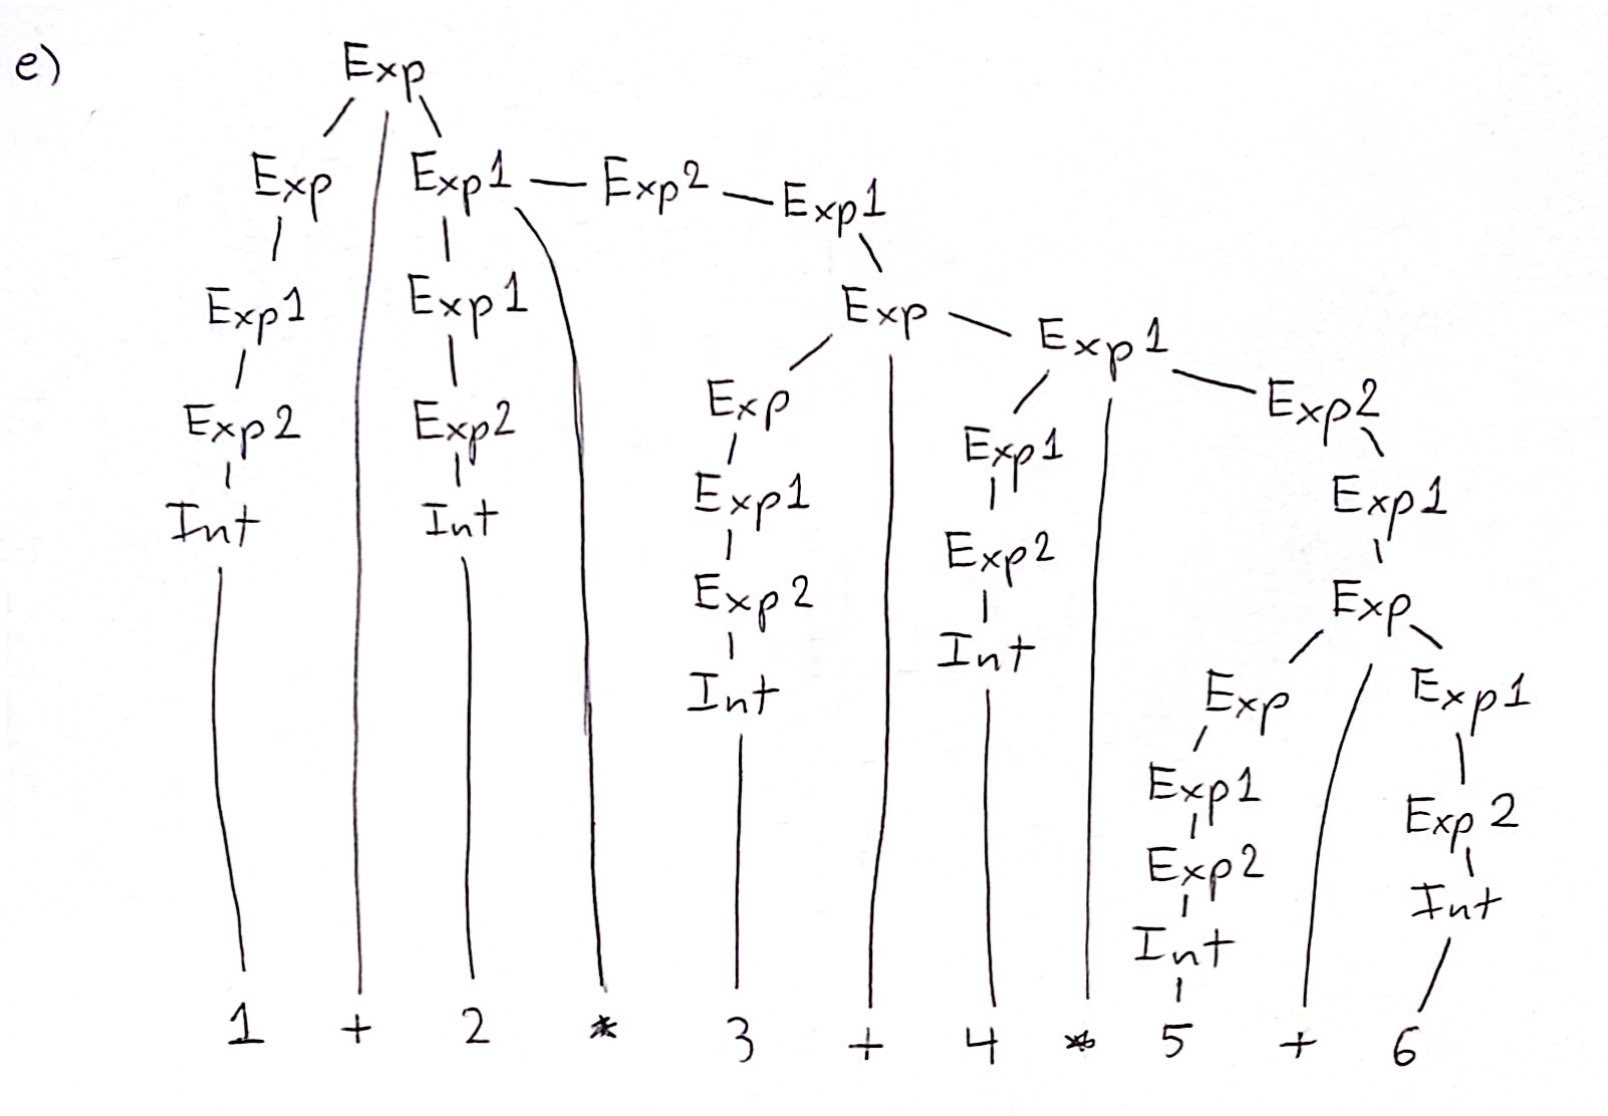 e) Exp
Exp Exp1 Exp2 Exp1
Exp1 Exp1 Exp Exp1
Exp2 Exp2 Exp Exp1 Exp2
Int Int Exp1 Exp2 Exp1
Exp2 Int Exp
Int Exp Exp1
Exp1 Exp2
Exp2 Int
Int
1 + 2 * 3 + 4 * 5 + 6